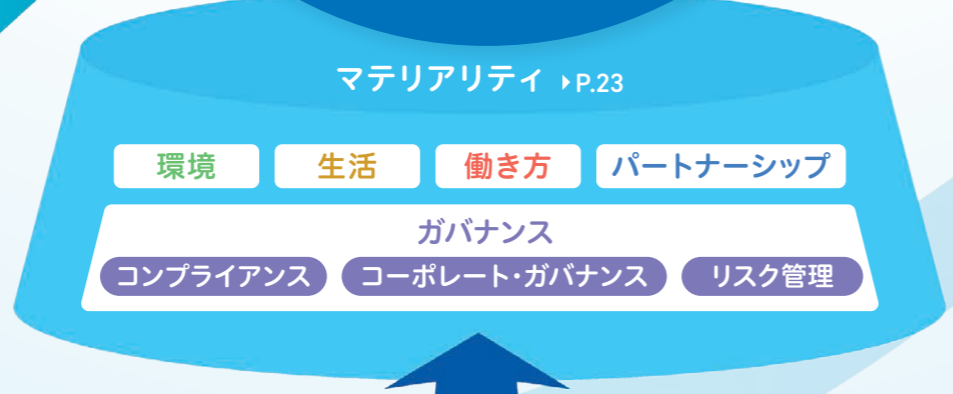 マテリアリティ ▸P.23
環境 生活 働き方 パートナーシップ
ガバナンス
コンプライアンス コーポレート・ガバナンス リスク管理